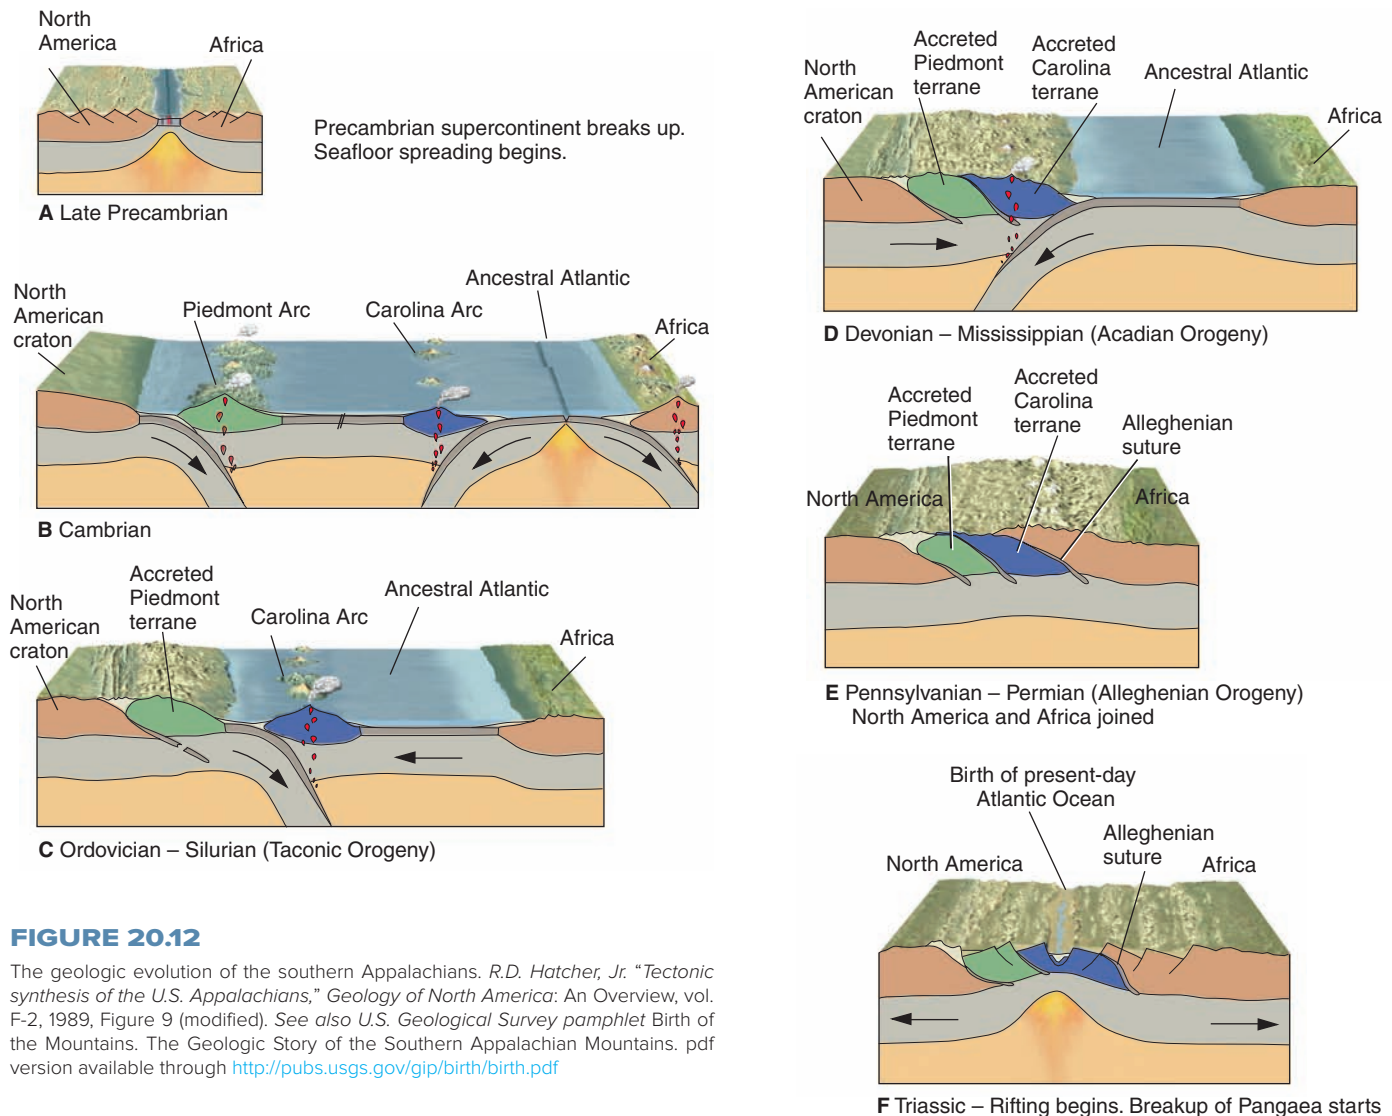 North
America
Africa
Precambrian supercontinent breaks up.
Seafloor spreading begins.
A Late Precambrian
North
American
craton
Piedmont Arc
Carolina Arc
Ancestral Atlantic
Africa
B Cambrian
North
American
craton
Accreted
Piedmont
terrane
Carolina Arc
Ancestral Atlantic
Africa
C Ordovician – Silurian (Taconic Orogeny)
North
American
craton
Accreted
Piedmont
terrane
Accreted
Carolina
terrane
Ancestral Atlantic
Africa
D Devonian – Mississippian (Acadian Orogeny)
North America
Accreted
Piedmont
terrane
Accreted
Carolina
terrane
Alleghenian
suture
Africa
E Pennsylvanian – Permian (Alleghenian Orogeny)
North America and Africa joined
North America
Birth of present-day
Atlantic Ocean
Alleghenian
suture
Africa
F Triassic – Rifting begins. Breakup of Pangaea starts
FIGURE 20.12
The geologic evolution of the southern Appalachians. R.D. Hatcher, Jr. “Tectonic
synthesis of the U.S. Appalachians,” Geology of North America: An Overview, vol.
F-2, 1989, Figure 9 (modified). See also U.S. Geological Survey pamphlet Birth of
the Mountains. The Geologic Story of the Southern Appalachian Mountains. pdf
version available through http://pubs.usgs.gov/gip/birth/birth.pdf